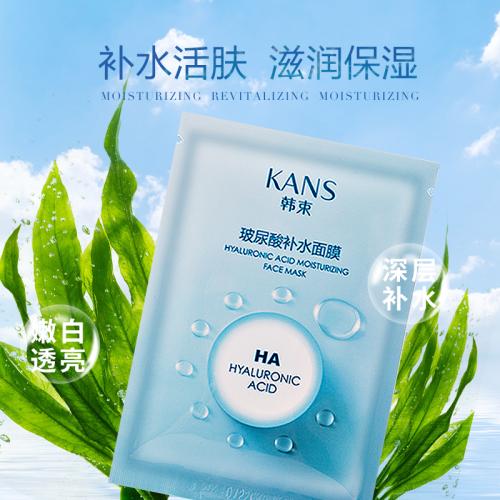 补水活肤 滋润保湿
MOISTURIZING REVITALIZING MOISTURIZING
KANS
韩束
玻尿酸补水面膜
HYALURONIC ACID MOISTURIZING
FACE MASK
深层
补水
嫩白
透亮
HA
HYALURONIC
ACID